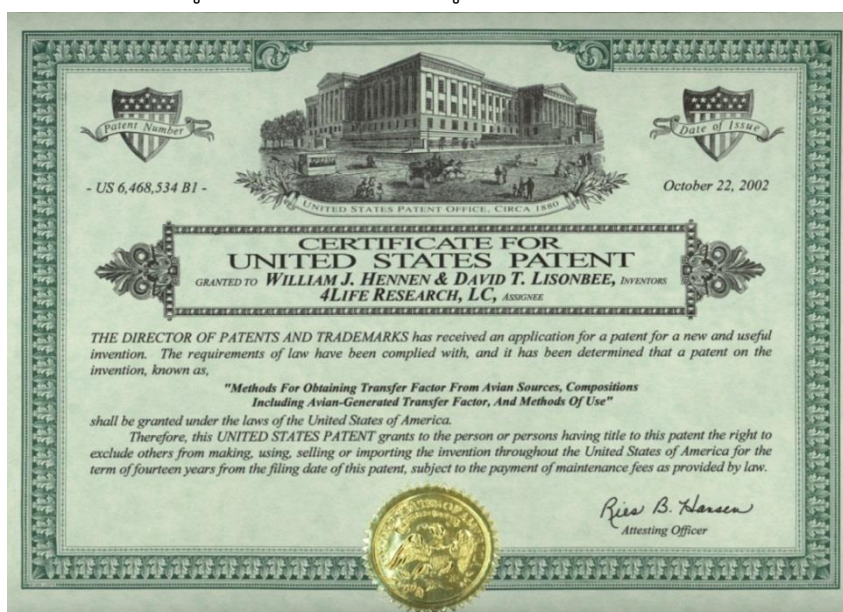 Patent Number
Date of Issue
- US 6,468,534 B1 -
October 22, 2002
UNITED STATES PATENT OFFICE, CIRCA 1880
CERTIFICATE FOR
UNITED STATES PATENT
GRANTED TO WILLIAM J. HENNEN & DAVID T. LISONBEE, INVENTORS
4LIFE RESEARCH, LC, ASSIGNEE
THE DIRECTOR OF PATENTS AND TRADEMARKS has received an application for a patent for a new and useful
invention. The requirements of law have been complied with, and it has been determined that a patent on the
invention, known as,
"Methods For Obtaining Transfer Factor From Avian Sources, Compositions
Including Avian-Generated Transfer Factor, And Methods Of Use"
shall be granted under the laws of the United States of America.
Therefore, this UNITED STATES PATENT grants to the person or persons having title to this patent the right to
exclude others from making, using, selling or importing the invention throughout the United States of America for the
term of fourteen years from the filing date of this patent, subject to the payment of maintenance fees as provided by law.
Ries B. Hansen
Attesting Officer